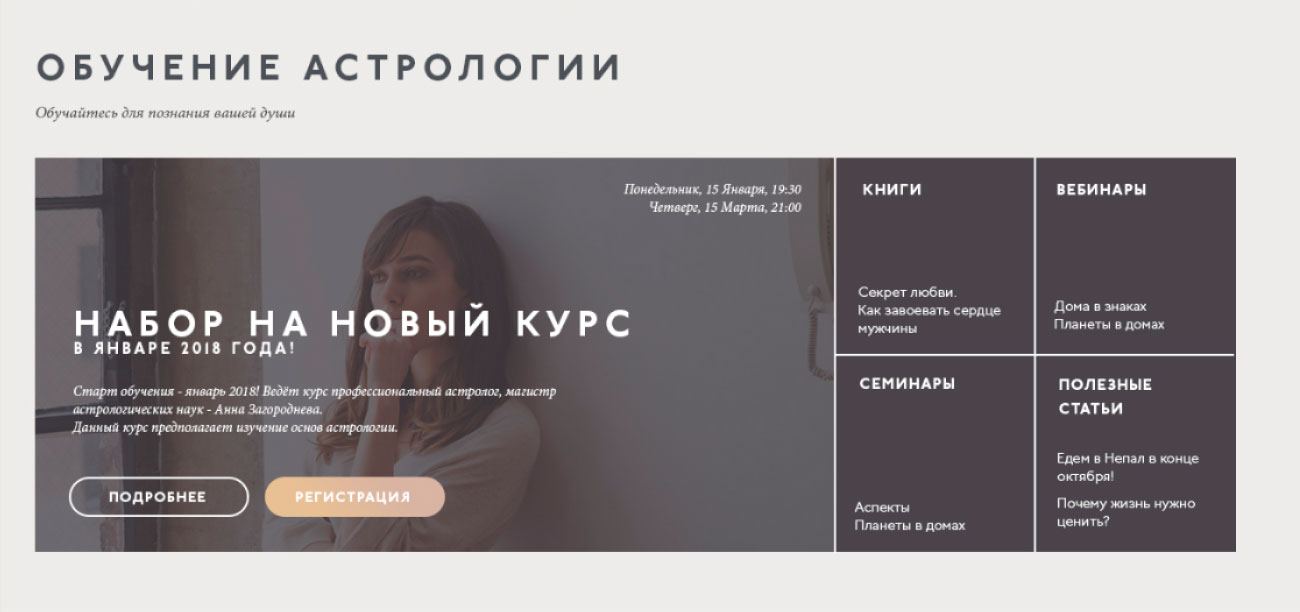 ОБУЧЕНИЕ АСТРОЛОГИИ
Обучайтесь для познания вашей души
Понедельник, 15 Января, 19:30
Четверг, 15 Марта, 21:00
НАБОР НА НОВЫЙ КУРС
В ЯНВАРЕ 2018 ГОДА!
Старт обучения - январь 2018! Ведёт курс профессиональный астролог, магистр
астрологических наук - Анна Загороднева.
Данный курс предполагает изучение основ астрологии.
ПОДРОБНЕЕ
РЕГИСТРАЦИЯ
КНИГИ
Секрет любви.
Как завоевать сердце
мужчины
ВЕБИНАРЫ
Дома в знаках
Планеты в домах
СЕМИНАРЫ
Аспекты
Планеты в домах
ПОЛЕЗНЫЕ
СТАТЬИ
Едем в Непал в конце
октября!
Почему жизнь нужно
ценить?